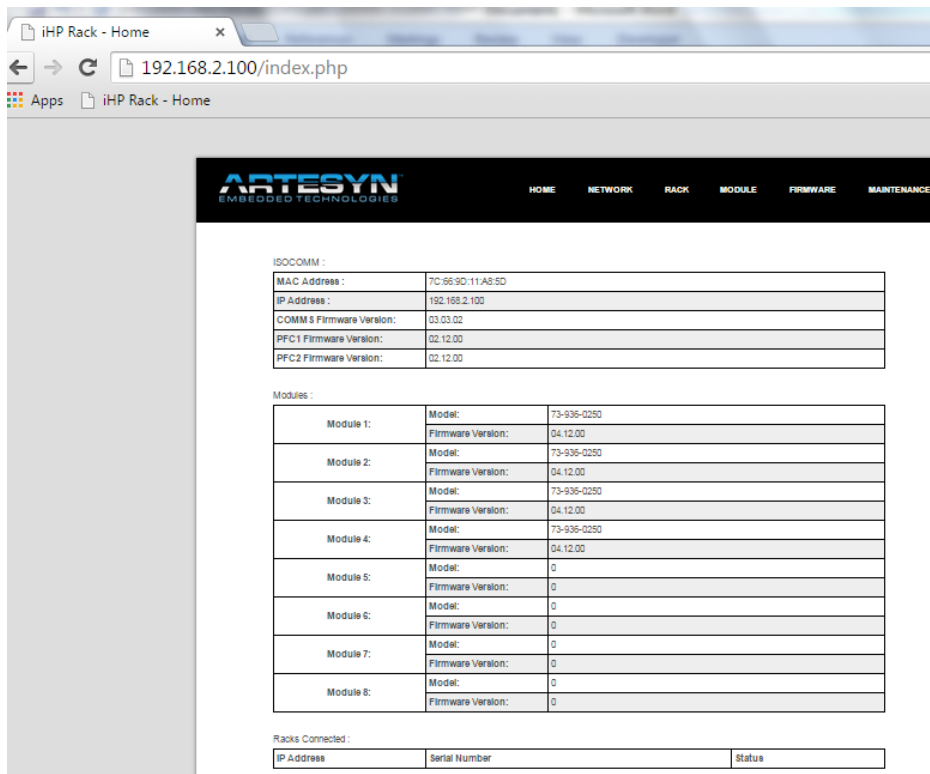 iHP Rack - Home
192.168.2.100/index.php
Apps iHP Rack - Home
ARTESYN™
EMBEDDED TECHNOLOGIES
HOME NETWORK RACK MODULE FIRMWARE MAINTENANCE
ISOCOMM :
MAC Address : 7C:66:9D:11:A8:5D
IP Address : 192.168.2.100
COMMS Firmware Version: 03.03.02
PFC1 Firmware Version: 02.12.00
PFC2 Firmware Version: 02.12.00
Modules :
Module 1:
Model: 73-936-0250
Firmware Version: 04.12.00
Module 2:
Model: 73-936-0250
Firmware Version: 04.12.00
Module 3:
Model: 73-936-0250
Firmware Version: 04.12.00
Module 4:
Model: 73-936-0250
Firmware Version: 04.12.00
Module 5:
Model: 0
Firmware Version: 0
Module 6:
Model: 0
Firmware Version: 0
Module 7:
Model: 0
Firmware Version: 0
Module 8:
Model: 0
Firmware Version: 0
Racks Connected :
IP Address Serial Number Status